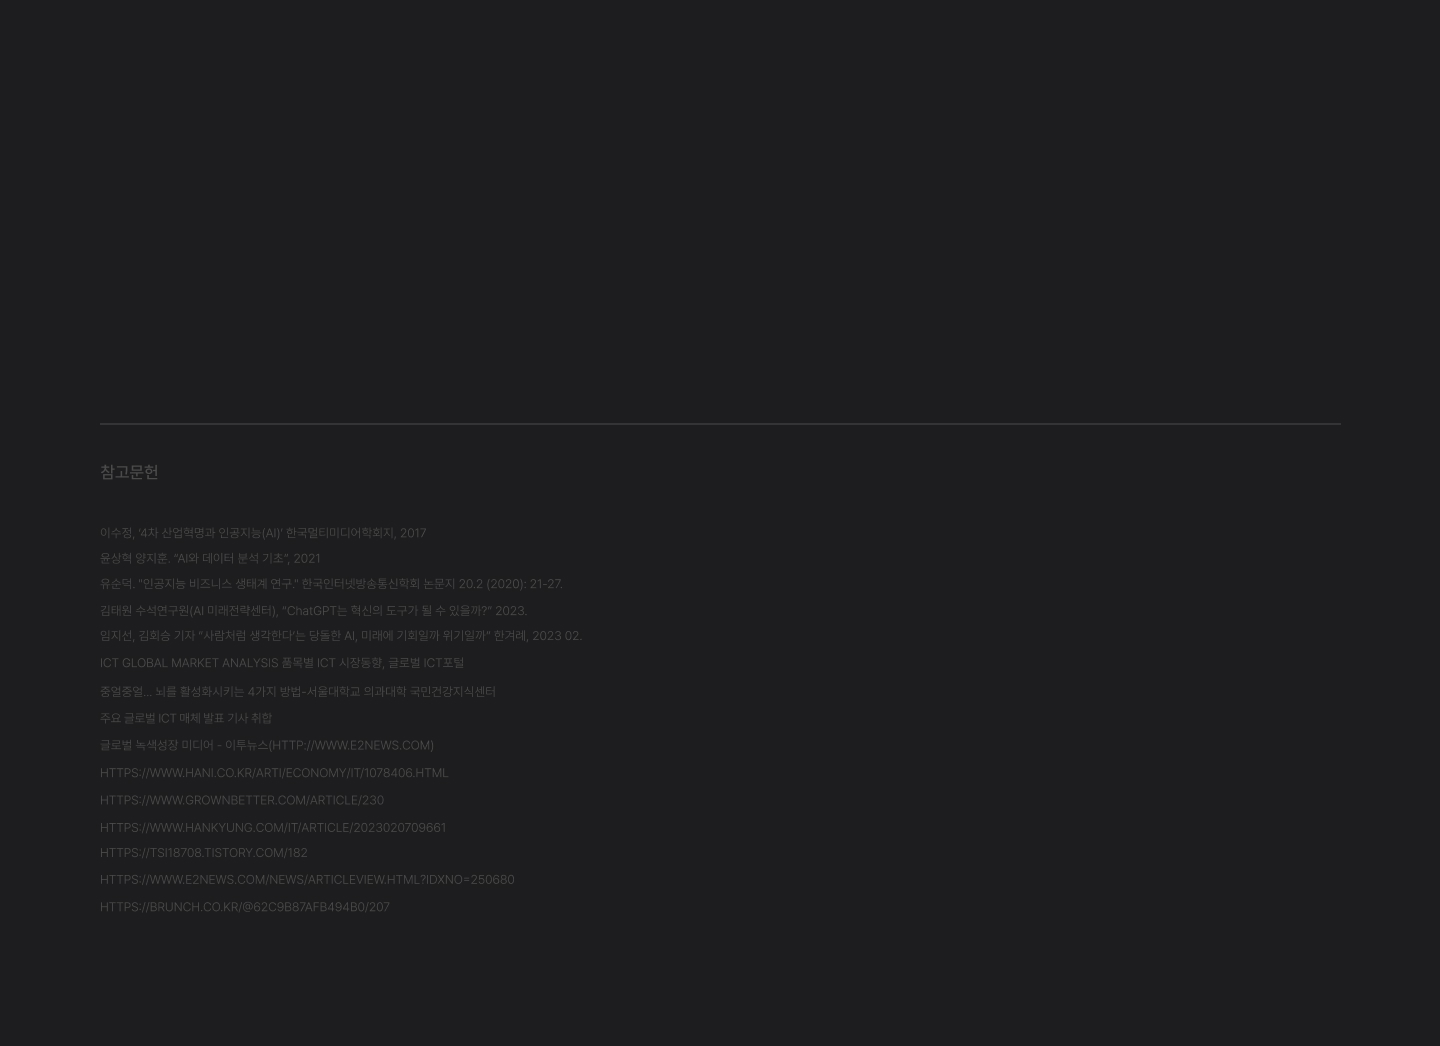 참고문헌
이수정, '4차 산업혁명과 인공지능(AI)' 한국멀티미디어학회지, 2017
윤상혁 양지훈. "AI와 데이터 분석 기초", 2021
유순덕. "인공지능 비즈니스 생태계 연구." 한국인터넷방송통신학회 논문지 20.2 (2020): 21-27.
김태원 수석연구원(AI 미래전략센터), "ChatGPT는 혁신의 도구가 될 수 있을까?" 2023.
임지선, 김회승 기자 "'사람처럼 생각한다'는 당돌한 AI, 미래에 기회일까 위기일까" 한겨레, 2023 02.
ICT GLOBAL MARKET ANALYSIS 품목별 ICT 시장동향, 글로벌 ICT포털
중얼중얼... 뇌를 활성화시키는 4가지 방법-서울대학교 의과대학 국민건강지식센터
주요 글로벌 ICT 매체 발표 기사 취합
글로벌 녹색성장 미디어 - 이투뉴스(HTTP://WWW.E2NEWS.COM)
HTTPS://WWW.HANI.CO.KR/ARTI/ECONOMY/IT/1078406.HTML
HTTPS://WWW.GROWNBETTER.COM/ARTICLE/230
HTTPS://WWW.HANKYUNG.COM/IT/ARTICLE/2023020709661
HTTPS://TSI18708.TISTORY.COM/182
HTTPS://WWW.E2NEWS.COM/NEWS/ARTICLEVIEW.HTML?IDXNO=250680
HTTPS://BRUNCH.CO.KR/@62C9B87AFB494B0/207